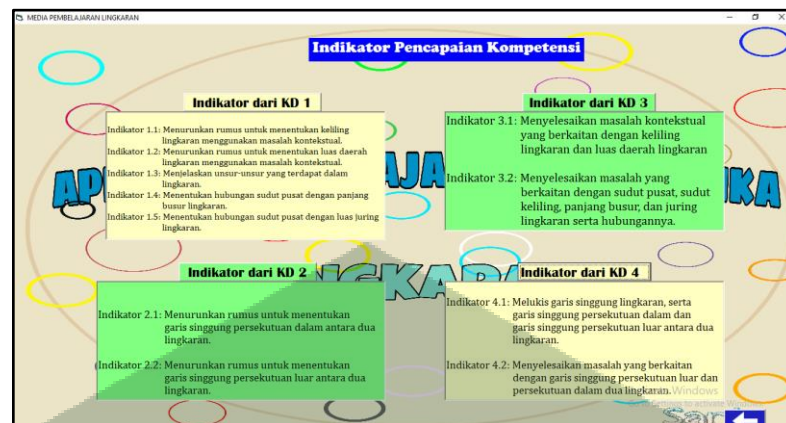 MEDIA PEMBELAJARAN LINGKARAN
Indikator Pencapaian Kompetensi
Indikator dari KD 1
Indikator 1.1: Menurunkan rumus untuk menentukan keliling
lingkaran menggunakan masalah kontekstual.
Indikator 1.2: Menurunkan rumus untuk menentukan luas daerah
lingkaran menggunakan masalah kontekstual.
Indikator 1.3: Menjelaskan unsur-unsur yang terdapat dalam
lingkaran.
Indikator 1.4: Menentukan hubungan sudut pusat dengan panjang
busur lingkaran.
Indikator 1.5: Menentukan hubungan sudut pusat dengan luas juring
lingkaran.
Indikator dari KD 3
Indikator 3.1: Menyelesaikan masalah kontekstual
yang berkaitan dengan keliling
lingkaran dan luas daerah lingkaran
Indikator 3.2: Menyelesaikan masalah yang
berkaitan dengan sudut pusat, sudut
keliling, panjang busur, dan juring
lingkaran serta hubungannya.
Indikator dari KD 2
Indikator 2.1: Menurunkan rumus untuk menentukan
garis singgung persekutuan dalam antara dua
lingkaran.
Indikator 2.2: Menurunkan rumus untuk menentukan
garis singgung persekutuan luar antara dua
lingkaran.
Indikator dari KD 4
Indikator 4.1: Melukis garis singgung lingkaran, serta
garis singgung persekutuan dalam dan
garis singgung persekutuan luar antara dua
lingkaran.
Indikator 4.2: Menyelesaikan masalah yang berkaitan
dengan garis singgung persekutuan luar dan
persekutuan dalam dua lingkaran.